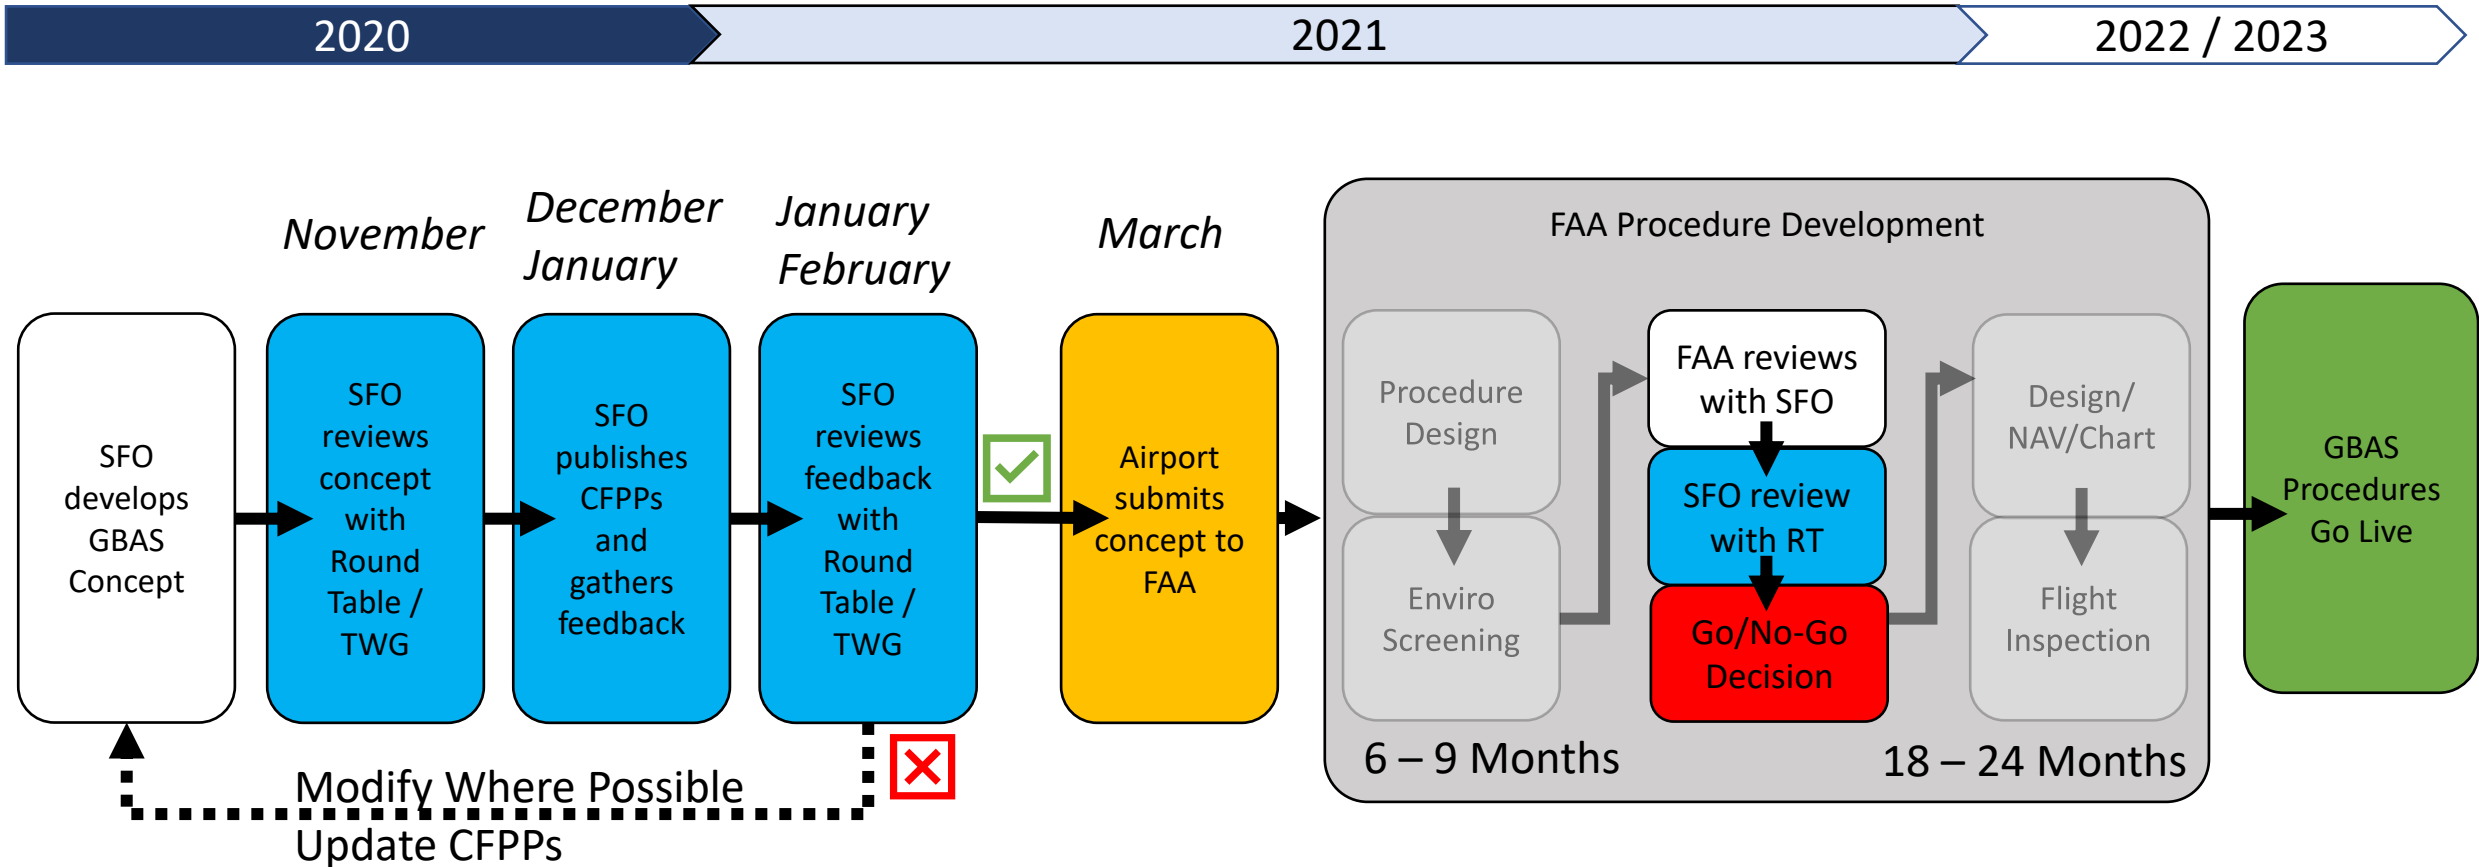 2020
2021
2022 / 2023
November
December
January
January
February
March
FAA Procedure Development
SFO
develops
GBAS
Concept
SFO
reviews
concept
with
Round
Table /
TWG
SFO
publishes
CFPPs
and
gathers
feedback
SFO
reviews
feedback
with
Round
Table /
TWG
Airport
submits
concept to
FAA
Procedure
Design
Enviro
Screening
FAA reviews
with SFO
SFO review
with RT
Go/No-Go
Decision
Design/
NAV/Chart
Flight
Inspection
6 – 9 Months
18 – 24 Months
GBAS
Procedures
Go Live
Modify Where Possible
Update CFPPs